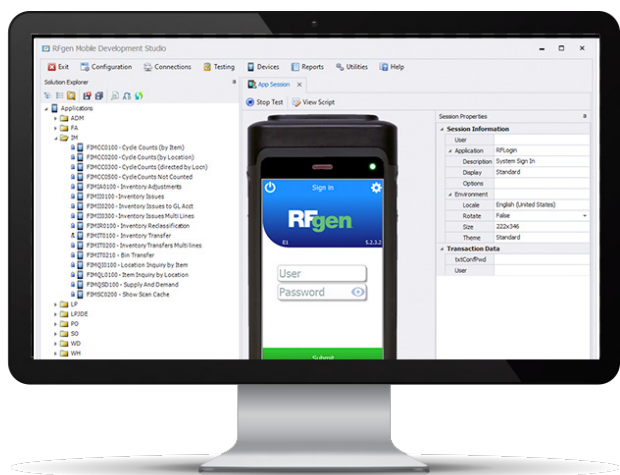 RFgen Mobile Development Studio
Exit Configuration Connections Testing Devices Reports Utilities Help
Solution Explorer
App Session
Stop Test View Script
Applications
ADM
FA
IM
FIMCC0100 - Cycle Counts (by Item)
FIMCC0200 - Cycle Counts (by Location)
FIMCC0300 - Cycle Counts (directed by Locn)
FIMCC0500 - Cycle Counts Not Counted
FIMIA0100 - Inventory Adjustments
FIMII0100 - Inventory Issues
FIMII0200 - Inventory Issues to GL Acct
FIMII0300 - Inventory Issues Multi Lines
FIMIR0100 - Inventory Reclassification
FIMIT0100 - Inventory Transfer
FIMIT0200 - Inventory Transfers Multi lines
FIMIT0210 - Bin Transfer
FIMQJ0100 - Location Inquiry by Item
FIMQL0100 - Item Inquiry by Location
FIMQSD100 - Supply And Demand
FIMSC0200 - Show Scan Cache
LP
LPJDE
PO
SO
WD
WH
Sign in
RFgen
E1 5.2.3.2
User
Password
Submit
Session Properties
Session Information
User
Application RFLogin
Description System Sign In
Display Standard
Options
Environment
Locale English (United States)
Rotate False
Size 222x346
Theme Standard
Transaction Data
txtConfPwd
User